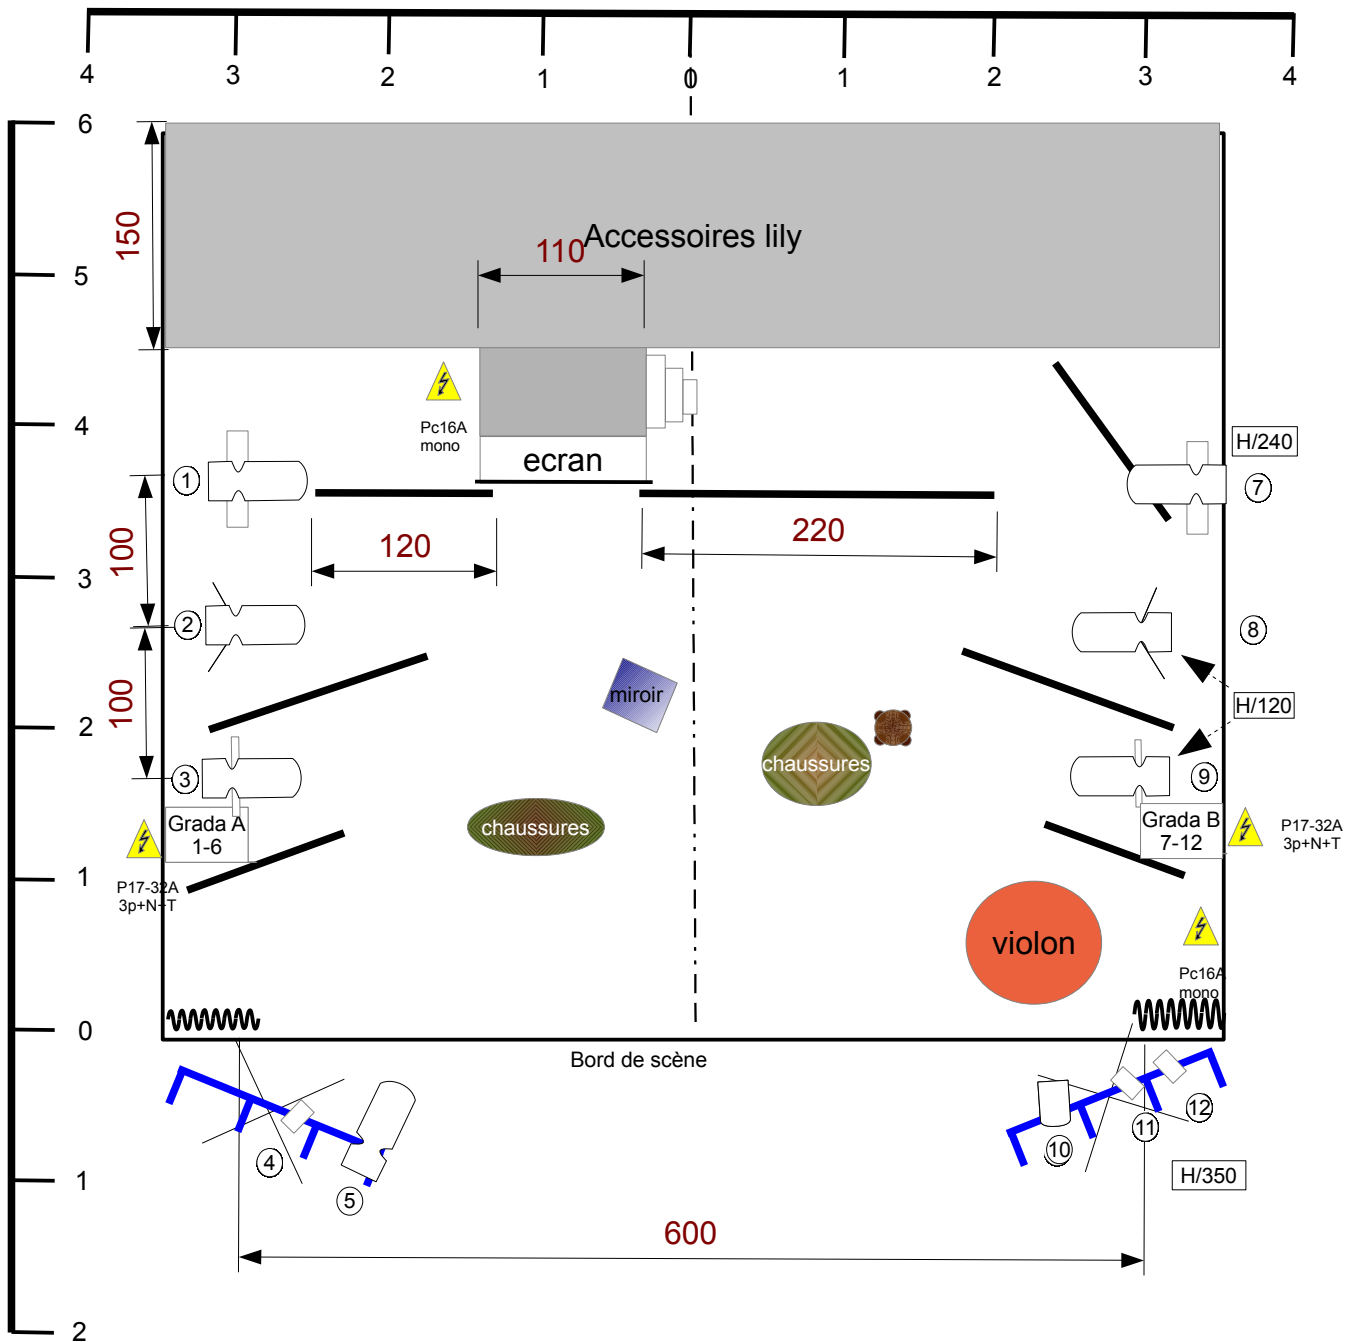 4 3 2 1 0 1 2 3 4
6
150
Accessoires lily
110
5
4
Pc16A
mono
ecran
H/240
1
7
100
120
220
3
2
8
100
miroir
H/120
2
chaussures
3
9
Grada A
1-6
chaussures
Grada B
7-12
P17-32A
3p+N+T
1
P17-32A
3p+N+T
violon
Pc16A
mono
0
Bord de scène
12
11
10
4
5
H/350
1
600
2